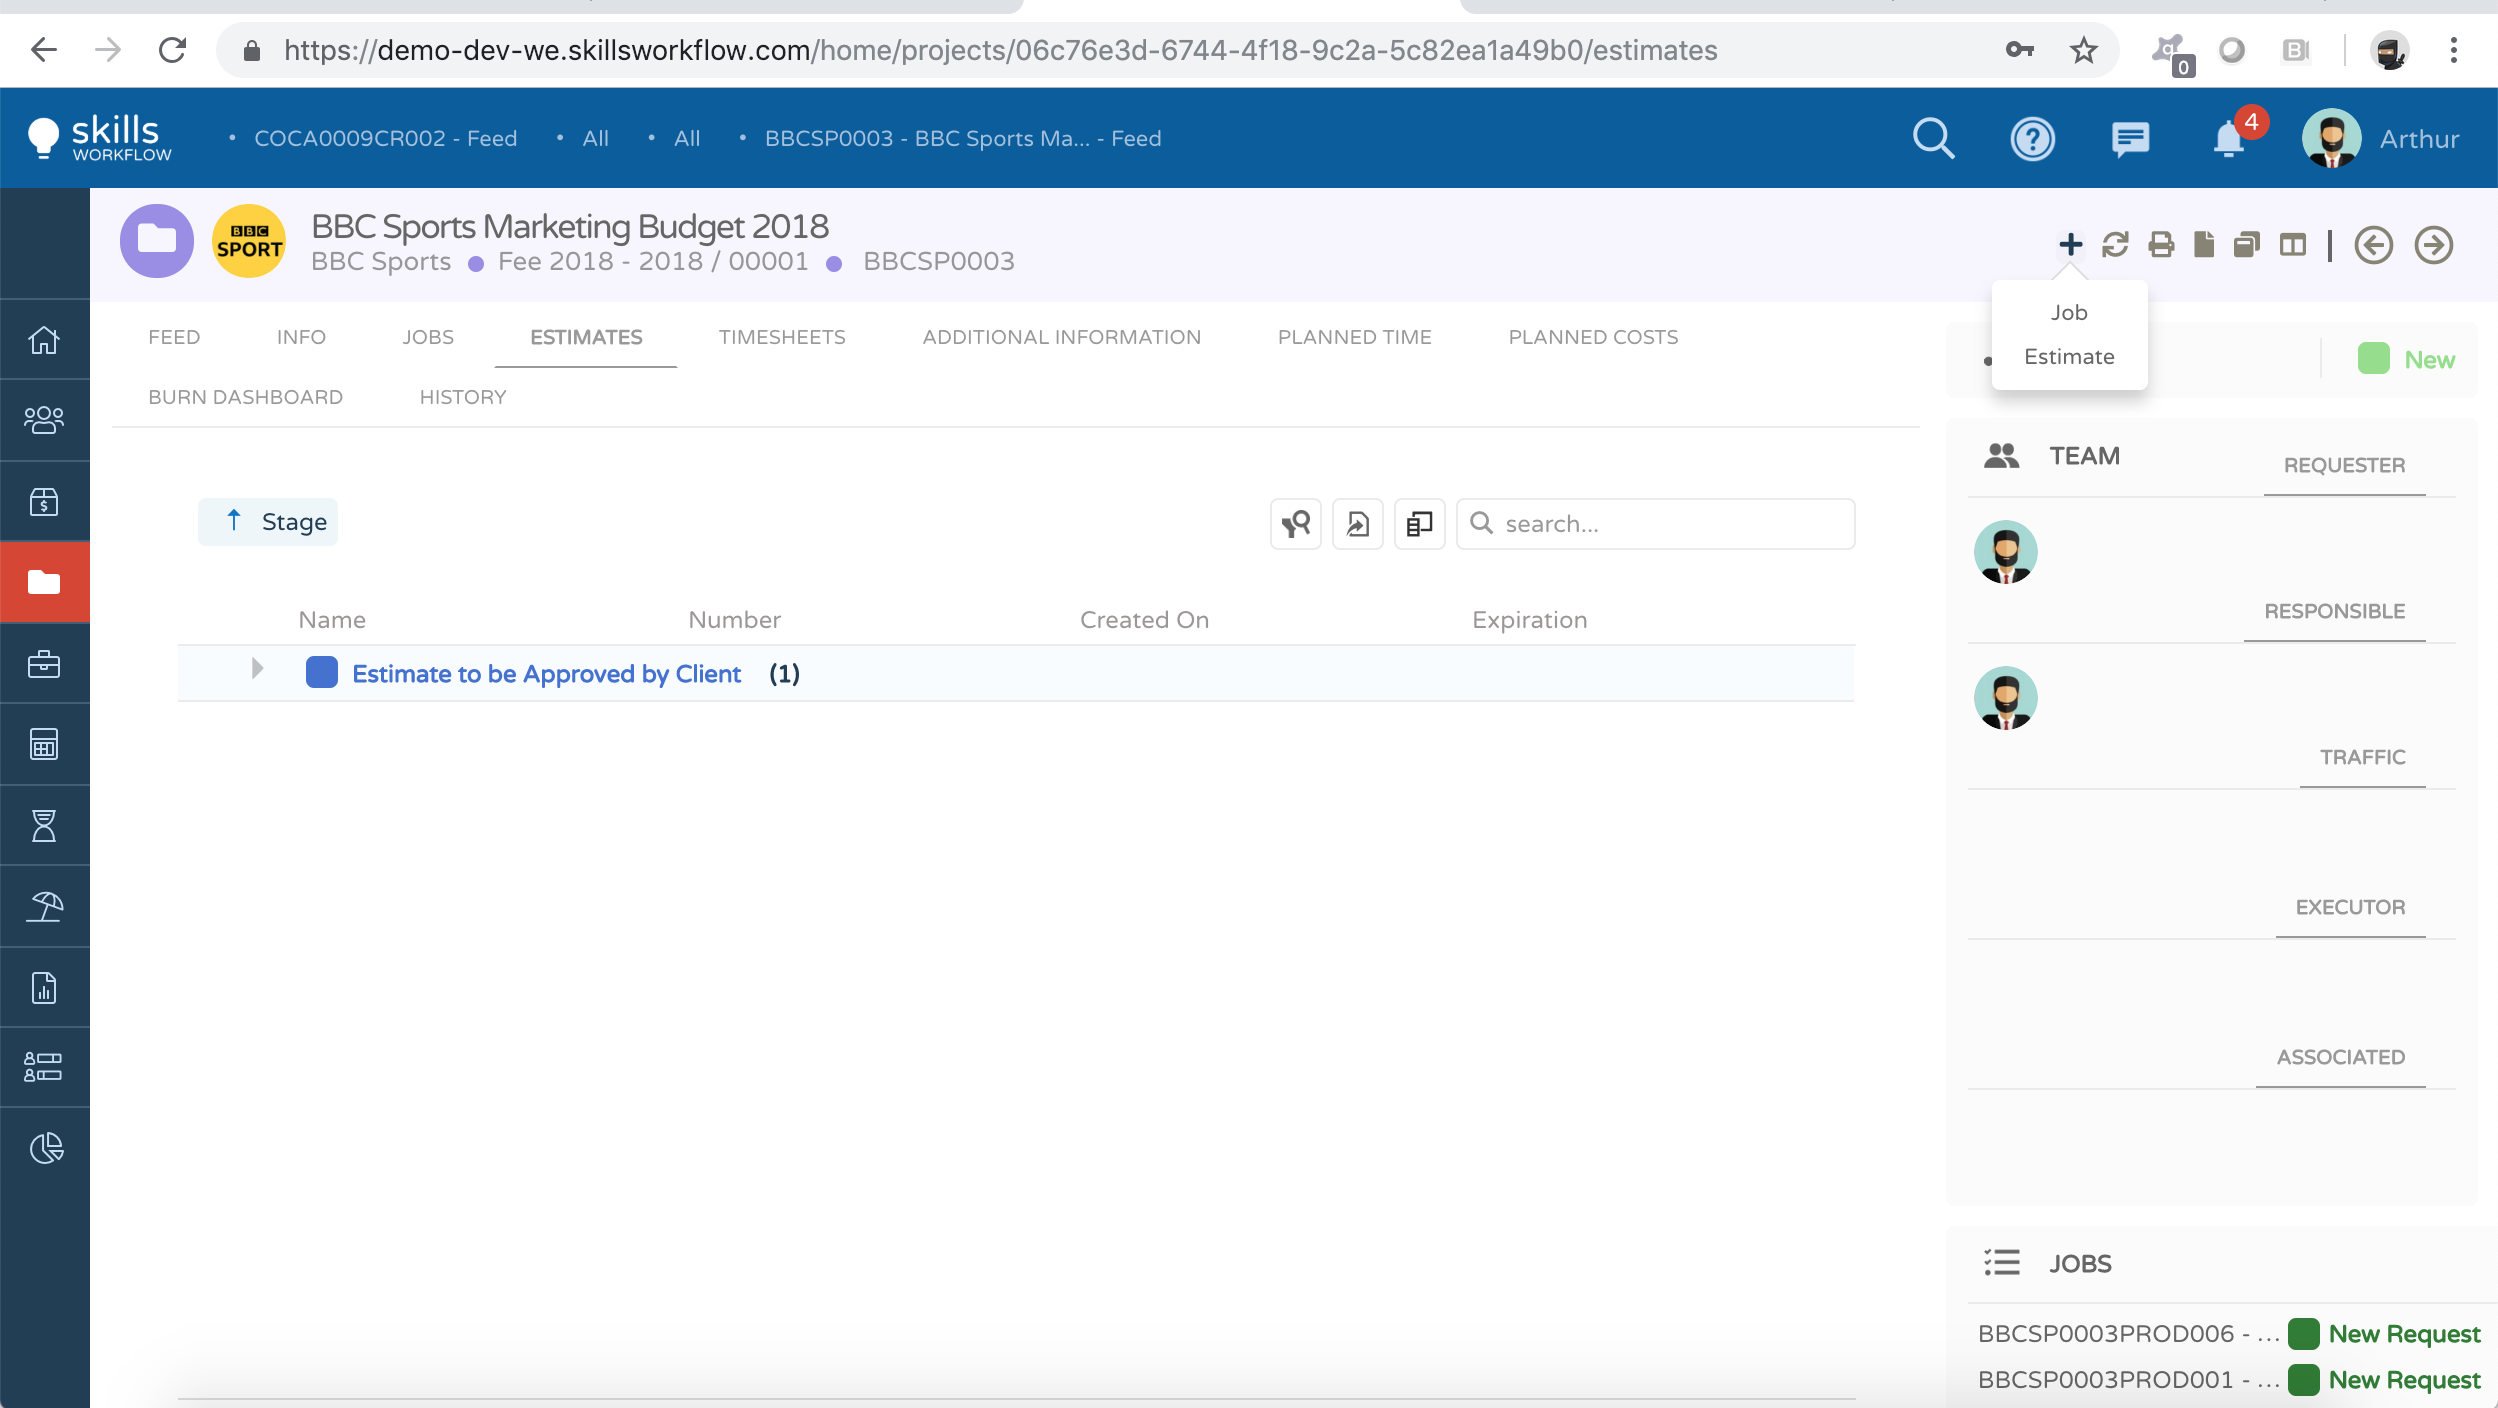 https://demo-dev-we.skillsworkflow.com/home/projects/06c76e3d-6744-4f18-9c2a-5c82ea1a49b0/estimates
0
skills
WORKFLOW
• COCA0009CR002 - Feed • All • All • BBCSP0003 - BBC Sports Ma... - Feed
4
Arthur
BBC
SPORT
BBC Sports Marketing Budget 2018
BBC Sports Fee 2018 - 2018 / 00001 BBCSP0003
Job
Estimate
New
FEED INFO JOBS ESTIMATES TIMESHEETS ADDITIONAL INFORMATION PLANNED TIME PLANNED COSTS
BURN DASHBOARD HISTORY
Stage
search...
Name Number Created On Expiration
Estimate to be Approved by Client (1)
TEAM
REQUESTER
RESPONSIBLE
TRAFFIC
EXECUTOR
ASSOCIATED
JOBS
BBCSP0003PROD006 - ... New Request
BBCSP0003PROD001 - ... New Request